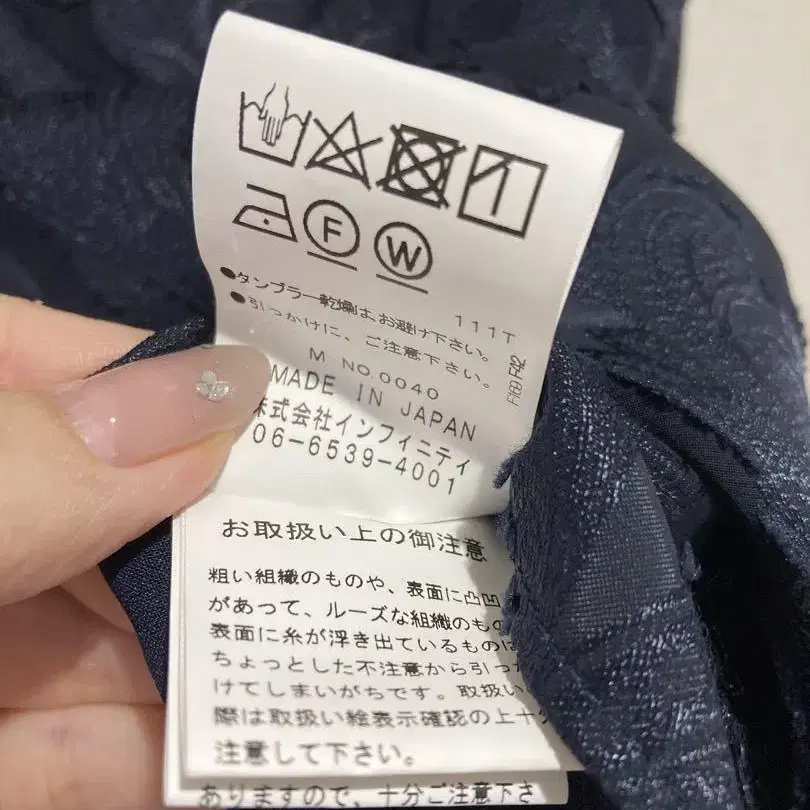 F
W
●タンブラー乾燥は、お避け下さい。
●引っかけに、ご注意下さい。
111T
M NO.0040
MADE IN JAPAN
株式会社インフィニティ
06-6539-4001
お取扱い上の御注意
粗い組織のものや、表面に凸凹
があって、ルーズな組織のもの
表面に糸が浮き出ているものは
ちょっとした不注意から引っか
けてしまいがちです。取扱い
際は取扱い絵表示確認の上十分
注意して下さい。
ありますので、十分ご注意下さ